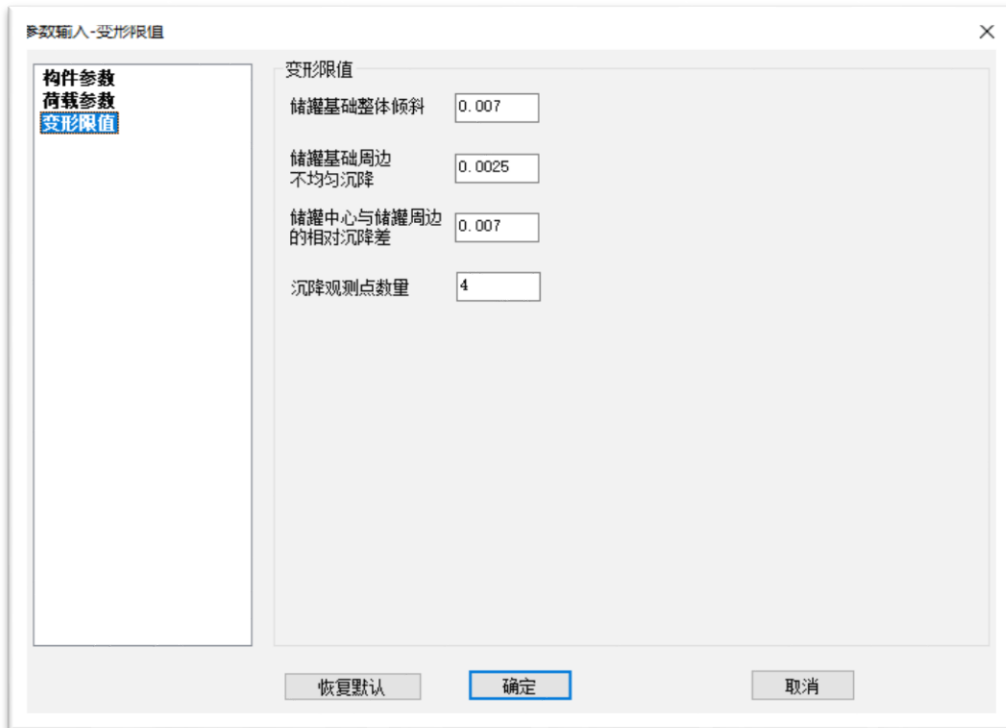 参数输入-变形限值
构件参数
荷载参数
变形限值
变形限值
储罐基础整体倾斜
0.007
储罐基础周边
不均匀沉降
0.0025
储罐中心与储罐周边
的相对沉降差
0.007
沉降观测点数量
4
恢复默认
确定
取消